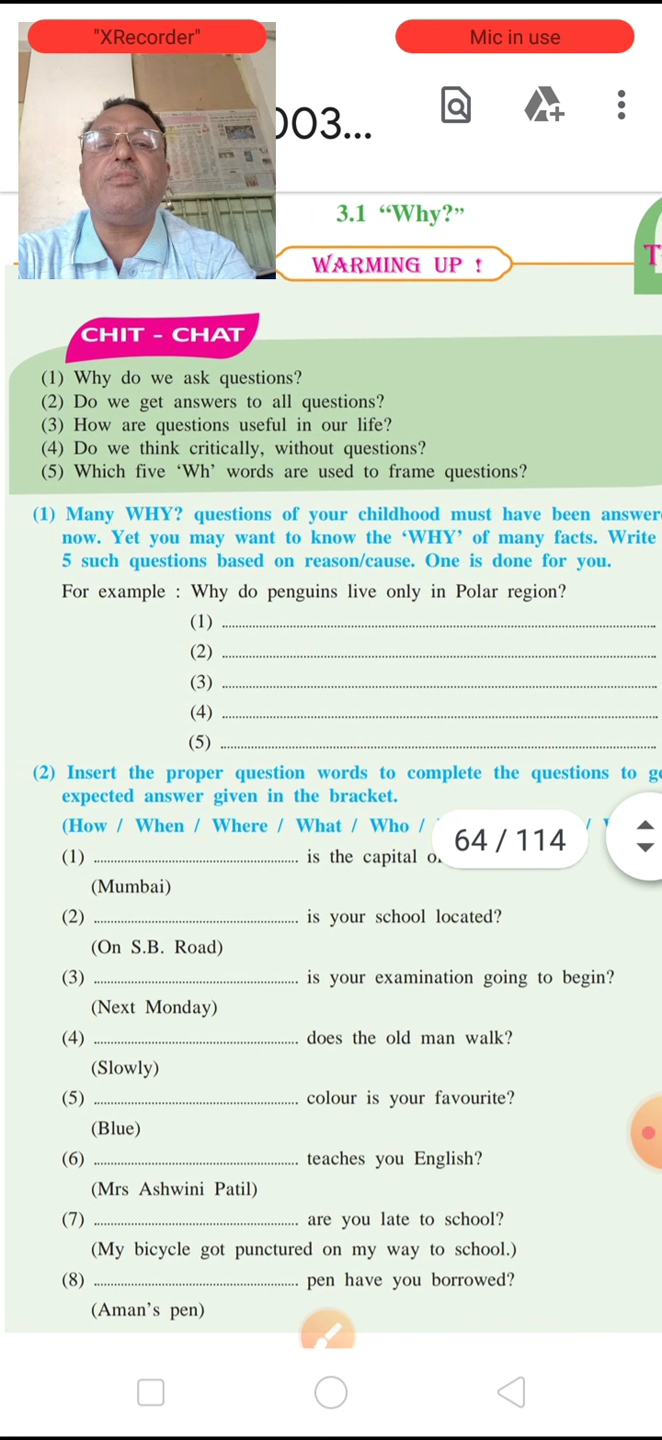 "XRecorder"
Mic in use
003...
3.1 “Why?”
WARMING UP !
T
CHIT - CHAT
(1) Why do we ask questions?
(2) Do we get answers to all questions?
(3) How are questions useful in our life?
(4) Do we think critically, without questions?
(5) Which five ‘Wh’ words are used to frame questions?
(1) Many WHY? questions of your childhood must have been answer
now. Yet you may want to know the ‘WHY’ of many facts. Write
5 such questions based on reason/cause. One is done for you.
For example : Why do penguins live only in Polar region?
(1)
(2)
(3)
(4)
(5)
(2) Insert the proper question words to complete the questions to
expected answer given in the bracket.
(How / When / Where / What / Who /
64 / 114
(1) is the capital
(Mumbai)
(2) is your school located?
(On S.B. Road)
(3) is your examination going to begin?
(Next Monday)
(4) does the old man walk?
(Slowly)
(5) colour is your favourite?
(Blue)
(6) teaches you English?
(Mrs Ashwini Patil)
(7) are you late to school?
(My bicycle got punctured on my way to school.)
(8) pen have you borrowed?
(Aman’s pen)